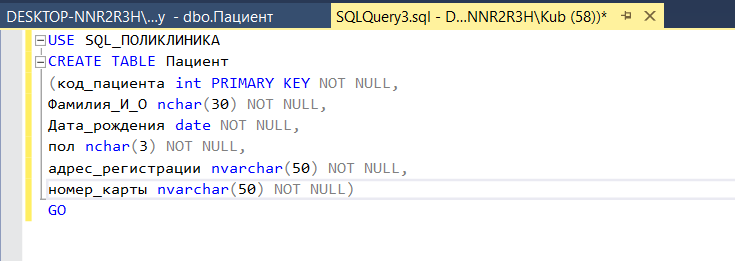 DESKTOP-NNR2R3H\...y - dbo.Пациент
SQLQuery3.sql - D...NNR2R3H\Kub (58))*
USE SQL_ПОЛИКЛИНИКА
CREATE TABLE Пациент
(код_пациента int PRIMARY KEY NOT NULL,
Фамилия_И_О nchar(30) NOT NULL,
Дата_рождения date NOT NULL,
пол nchar(3) NOT NULL,
адрес_регистрации nvarchar(50) NOT NULL,
номер_карты nvarchar(50) NOT NULL)
GO